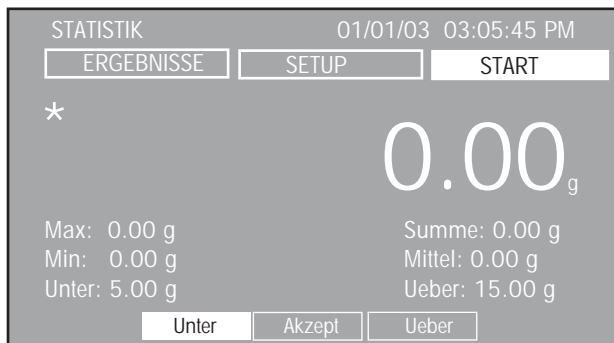 STATISTIK 01/01/03 03:05:45 PM
ERGEBNISSE SETUP START
*
0.00 g
Max: 0.00 g Summe: 0.00 g
Min: 0.00 g Mittel: 0.00 g
Unter: 5.00 g Ueber: 15.00 g
Unter Akzept Ueber